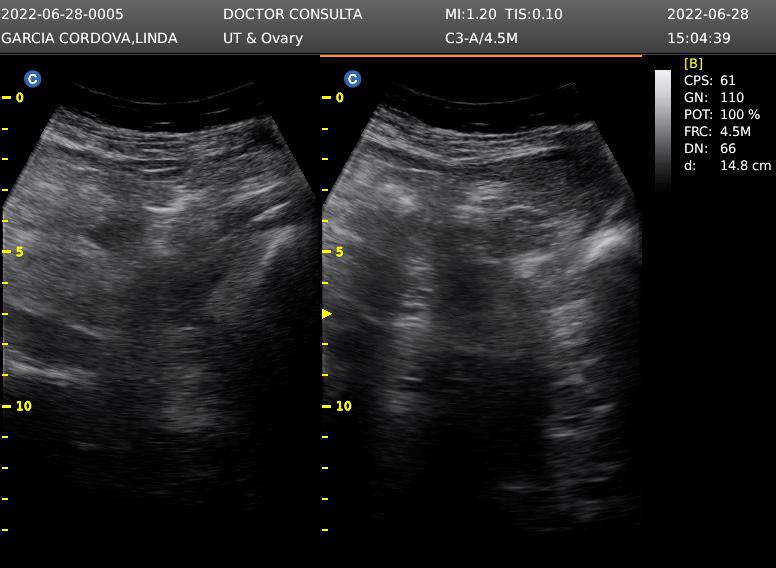 2022-06-28-0005 DOCTOR CONSULTA MI:1.20 TIS:0.10 2022-06-28
GARCIA CORDOVA,LINDA UT & Ovary C3-A/4.5M 15:04:39
C
C
[B]
CPS: 61
GN: 110
POT: 100 %
FRC: 4.5M
DN: 66
d: 14.8 cm
0
5
10
0
5
10